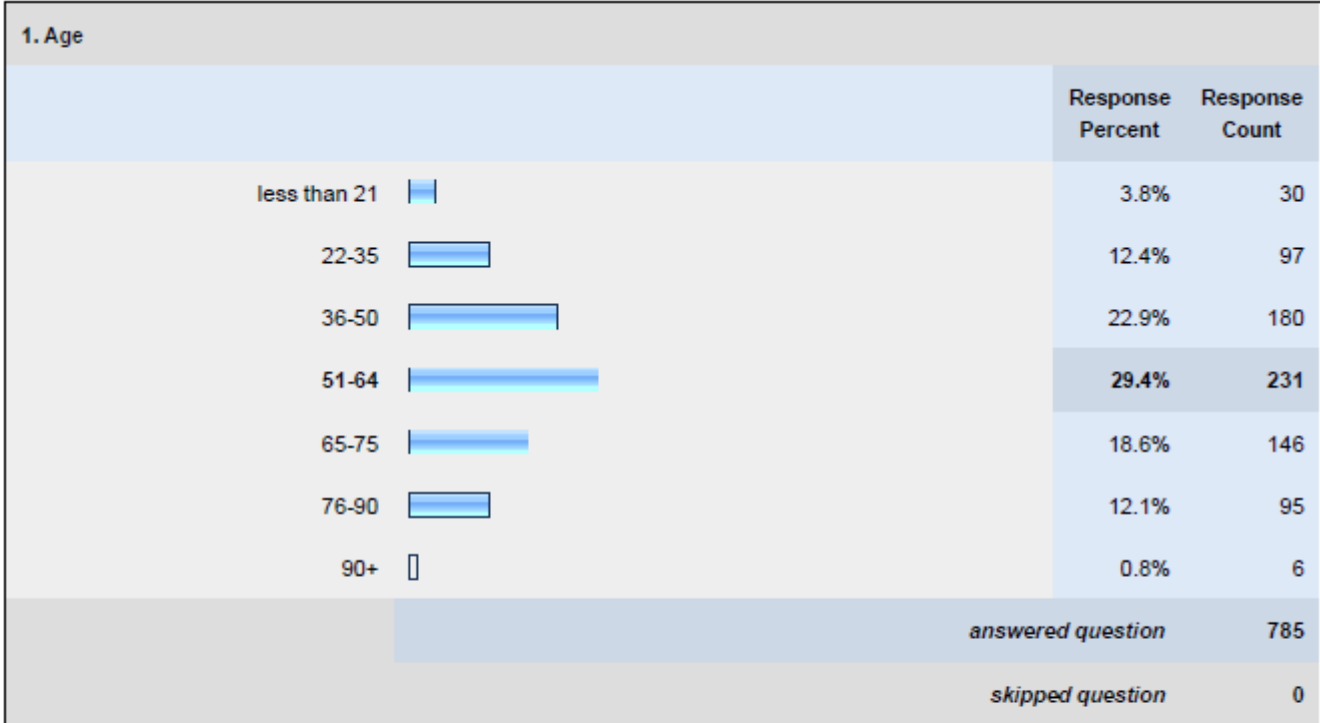 1. Age
Response Percent Response Count
less than 21 3.8% 30
22-35 12.4% 97
36-50 22.9% 180
51-64 29.4% 231
65-75 18.6% 146
76-90 12.1% 95
90+ 0.8% 6
answered question 785
skipped question 0